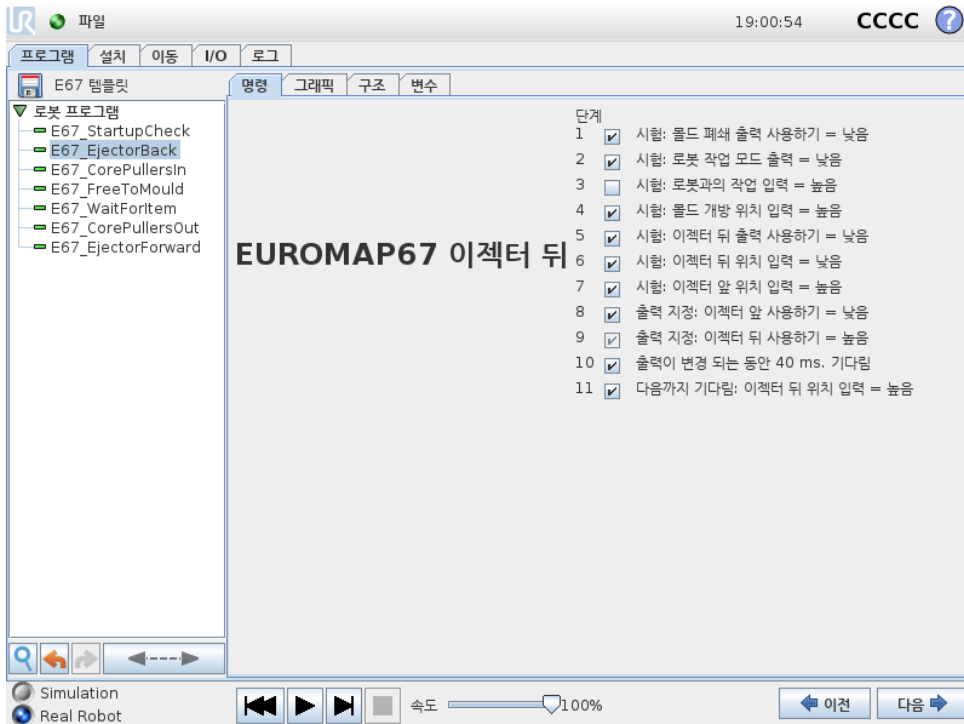 UR 파일 19:00:54 CCCC ?
프로그램 설치 이동 I/O 로그
E67 템플릿
명령 그래픽 구조 변수
로봇 프로그램
E67_StartupCheck
E67_EjectorBack
E67_CorePullersIn
E67_FreeToMould
E67_WaitForItem
E67_CorePullersOut
E67_EjectorForward
EUROMAP67 이젝터 뒤
단계
1 시험: 몰드 폐쇄 출력 사용하기 = 낮음
2 시험: 로봇 작업 모드 출력 = 낮음
3 시험: 로봇과의 작업 입력 = 높음
4 시험: 몰드 개방 위치 입력 = 높음
5 시험: 이젝터 뒤 출력 사용하기 = 낮음
6 시험: 이젝터 뒤 위치 입력 = 낮음
7 시험: 이젝터 앞 위치 입력 = 높음
8 출력 지정: 이젝터 앞 사용하기 = 낮음
9 출력 지정: 이젝터 뒤 사용하기 = 높음
10 출력이 변경 되는 동안 40 ms. 기다림
11 다음까지 기다림: 이젝터 뒤 위치 입력 = 높음
Simulation
Real Robot
속도 100%
이전 다음